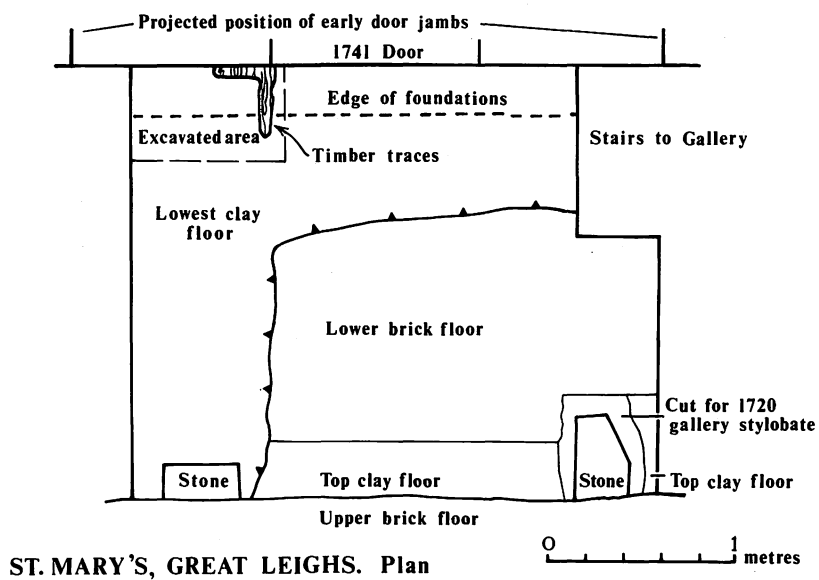 Projected position of early door jambs
1741 Door
Edge of foundations
Excavated area
Timber traces
Stairs to Gallery
Lowest clay
floor
Lower brick floor
Cut for 1720
gallery stylobate
Stone
Top clay floor
Stone
Top clay floor
Upper brick floor
0 1
metres
ST. MARY'S, GREAT LEIGHS. Plan